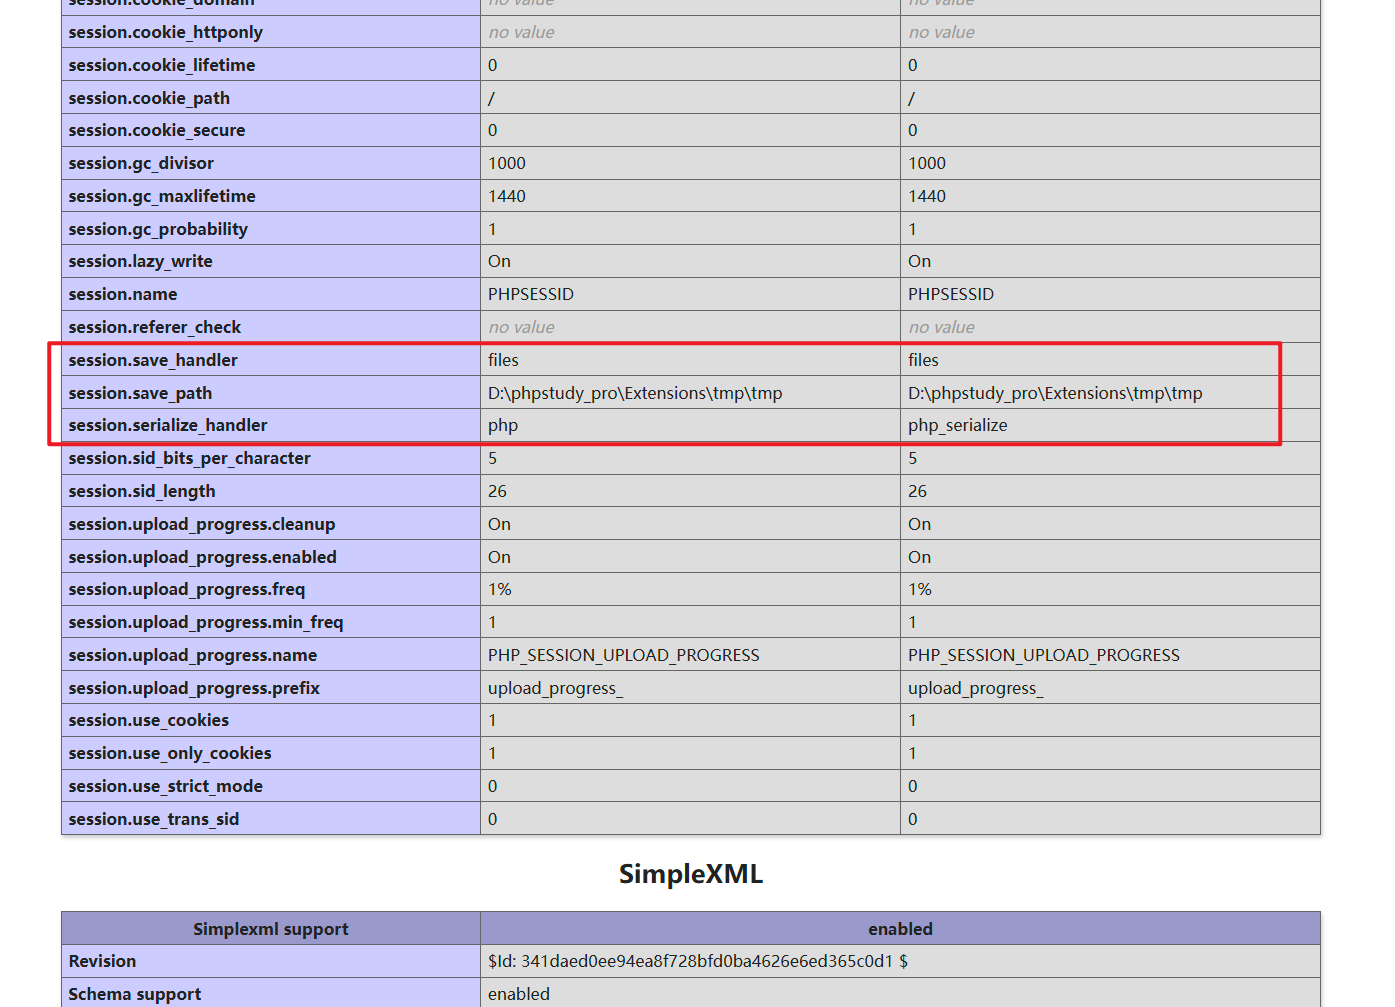 session.cookie_domain no value no value
session.cookie_httponly no value no value
session.cookie_lifetime 0 0
session.cookie_path / /
session.cookie_secure 0 0
session.gc_divisor 1000 1000
session.gc_maxlifetime 1440 1440
session.gc_probability 1 1
session.lazy_write On On
session.name PHPSESSID PHPSESSID
session.referer_check no value no value
session.save_handler files files
session.save_path D:\phpstudy_pro\Extensions\tmp\tmp D:\phpstudy_pro\Extensions\tmp\tmp
session.serialize_handler php php_serialize
session.sid_bits_per_character 5 5
session.sid_length 26 26
session.upload_progress.cleanup On On
session.upload_progress.enabled On On
session.upload_progress.freq 1% 1%
session.upload_progress.min_freq 1 1
session.upload_progress.name PHP_SESSION_UPLOAD_PROGRESS PHP_SESSION_UPLOAD_PROGRESS
session.upload_progress.prefix upload_progress_ upload_progress_
session.use_cookies 1 1
session.use_only_cookies 1 1
session.use_strict_mode 0 0
session.use_trans_sid 0 0
SimpleXML
Simplexml support enabled
Revision $Id: 341daed0ee94ea8f728bfd0ba4626e6ed365c0d1 $
Schema support enabled